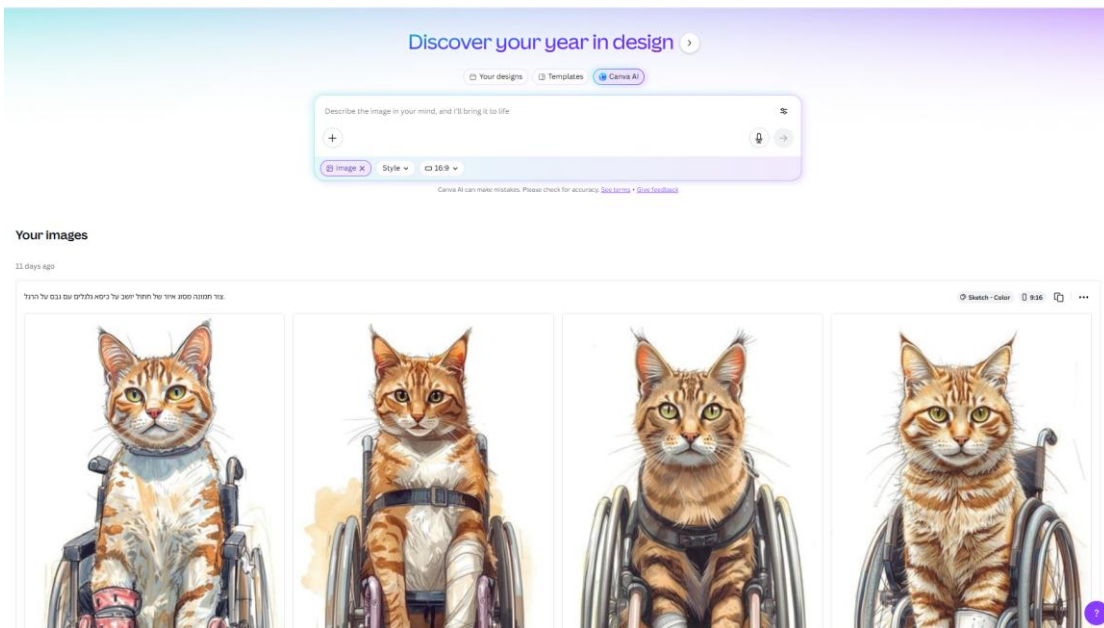 Discover your year in design
Your designs Templates Canva AI
Describe the image in your mind, and I'll bring it to life
Image Style 16:9
Canva AI can make mistakes. Please check for accuracy. See terms • Give feedback
Your images
11 days ago
צור תמונה מסוג איור של חתול יושב על כיסא גלגלים עם גבס על הרגל.
Sketch - Color 9:16
?